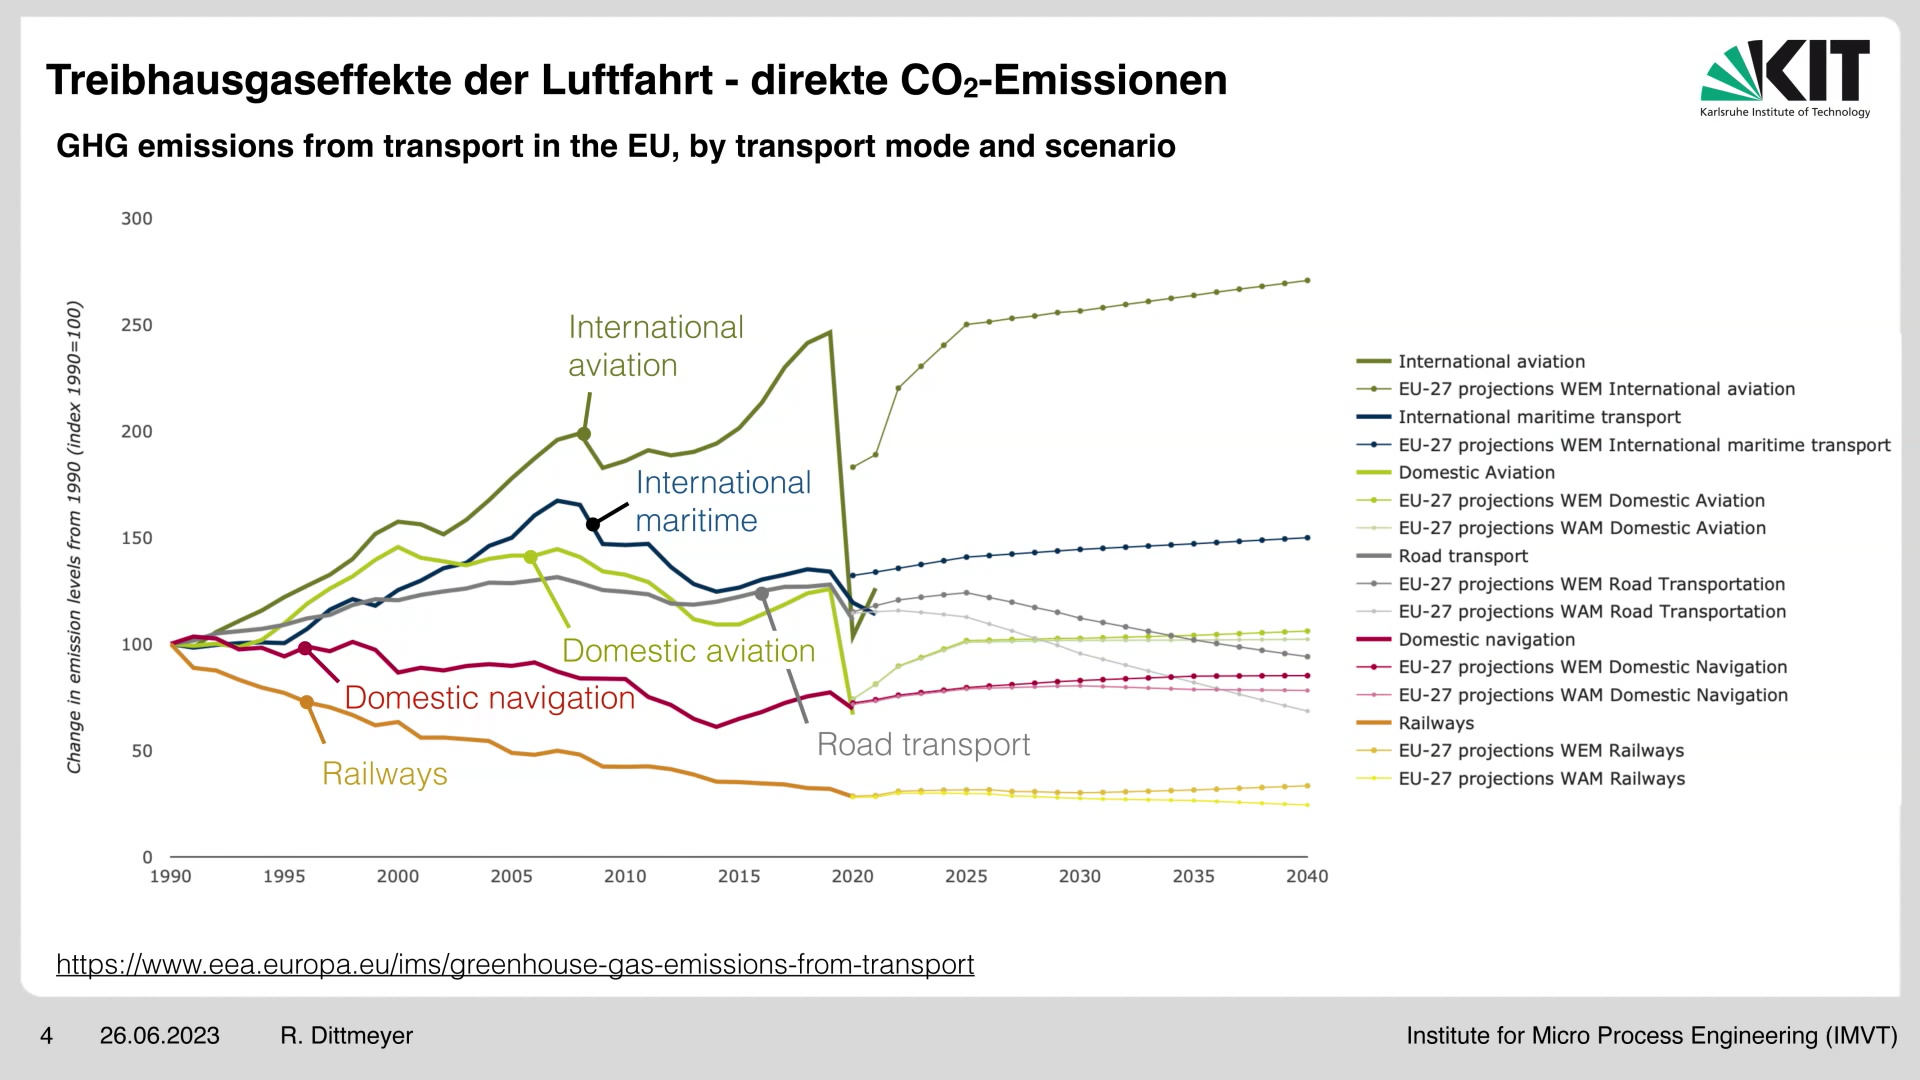 Treibhausgaseffekte der Luftfahrt - direkte CO₂-Emissionen
KIT
Karlsruhe Institute of Technology
GHG emissions from transport in the EU, by transport mode and scenario
Change in emission levels from 1990 (index 1990=100)
300
250
200
150
100
50
0
1990 1995 2000 2005 2010 2015 2020 2025 2030 2035 2040
International
aviation
International
maritime
Domestic aviation
Domestic navigation
Road transport
Railways
International aviation
EU-27 projections WEM International aviation
International maritime transport
EU-27 projections WEM International maritime transport
Domestic Aviation
EU-27 projections WEM Domestic Aviation
EU-27 projections WAM Domestic Aviation
Road transport
EU-27 projections WEM Road Transportation
EU-27 projections WAM Road Transportation
Domestic navigation
EU-27 projections WEM Domestic Navigation
EU-27 projections WAM Domestic Navigation
Railways
EU-27 projections WEM Railways
EU-27 projections WAM Railways
https://www.eea.europa.eu/ims/greenhouse-gas-emissions-from-transport
4 26.06.2023 R. Dittmeyer Institute for Micro Process Engineering (IMVT)